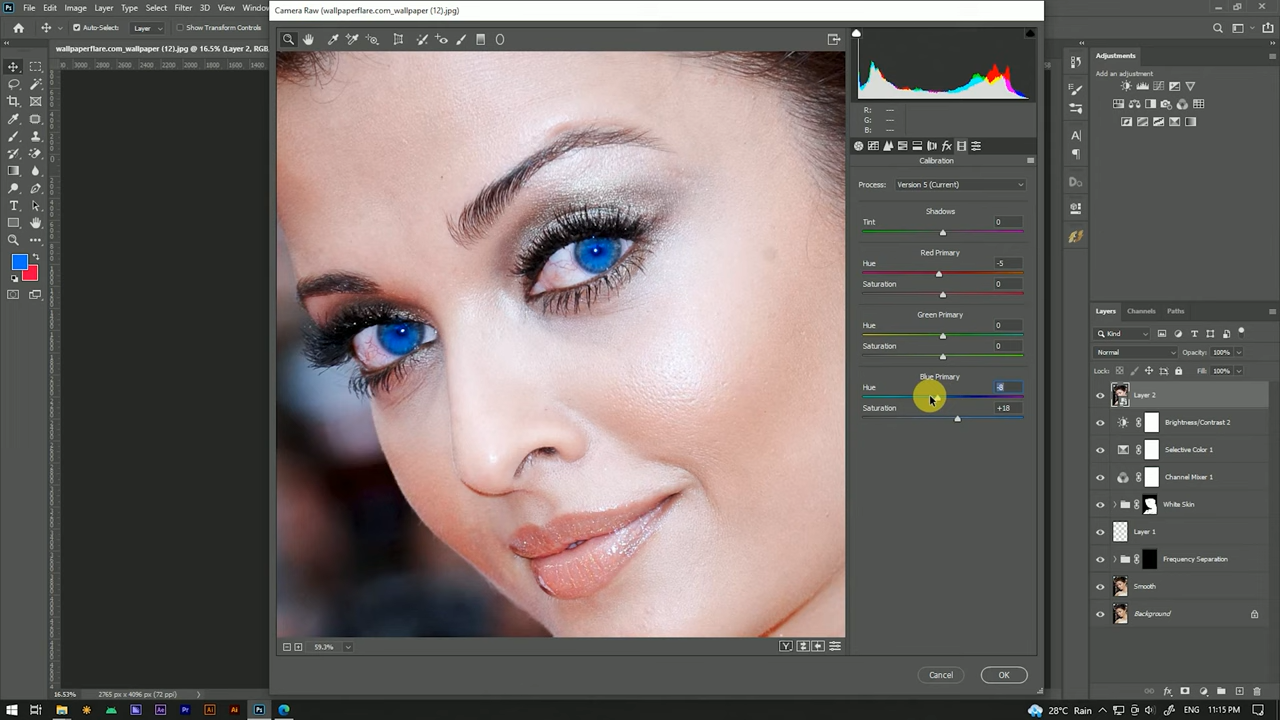 File Edit Image Layer Type Select Filter 3D View Window
Camera Raw (wallpaperflare.com_wallpaper (12).jpg)
Auto-Select: Layer Show Transform Controls
wallpaperflare.com_wallpaper (12).jpg @ 16.5% (Layer 2, RGB
3000 2800 2600 2400 2200 2000 1800 1600 1400
R: ---
G: ---
B: ---
Calibration
Process: Version 5 (Current)
Shadows
Tint 0
Red Primary
Hue -5
Saturation 0
Green Primary
Hue 0
Saturation 0
Blue Primary
Hue -8
Saturation +18
Adjustments
Add an adjustment
Layers Channels Paths
Kind
Normal Opacity: 100%
Lock: Fill: 100%
Layer 2
Brightness/Contrast 2
Selective Color 1
Channel Mixer 1
White Skin
Layer 1
Frequency Separation
Smooth
Background
59.3%
Cancel OK
16.53% 2765 px x 4096 px (72 ppi)
28°C Rain ENG 11:15 PM